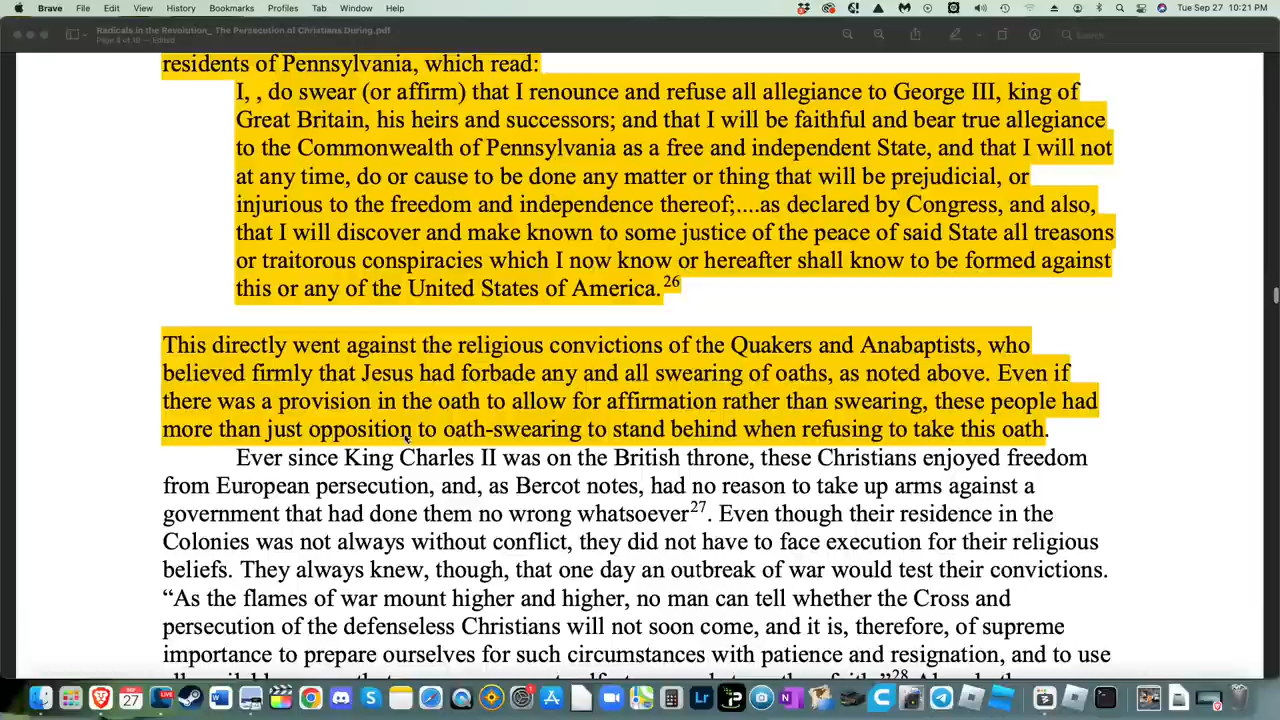 Brave File Edit View History Bookmarks Profiles Tab Window Help Tue Sep 27 10:21 PM
Radicals.in the Revolution_ The Persecution of Christians.During.pdf
Search
residents of Pennsylvania, which read:
I, , do swear (or affirm) that I renounce and refuse all allegiance to George III, king of
Great Britain, his heirs and successors; and that I will be faithful and bear true allegiance
to the Commonwealth of Pennsylvania as a free and independent State, and that I will not
at any time, do or cause to be done any matter or thing that will be prejudicial, or
injurious to the freedom and independence thereof;....as declared by Congress, and also,
that I will discover and make known to some justice of the peace of said State all treasons
or traitorous conspiracies which I now know or hereafter shall know to be formed against
this or any of the United States of America.26
This directly went against the religious convictions of the Quakers and Anabaptists, who
believed firmly that Jesus had forbade any and all swearing of oaths, as noted above. Even if
there was a provision in the oath to allow for affirmation rather than swearing, these people had
more than just opposition to oath-swearing to stand behind when refusing to take this oath.
Ever since King Charles II was on the British throne, these Christians enjoyed freedom
from European persecution, and, as Bercot notes, had no reason to take up arms against a
government that had done them no wrong whatsoever27. Even though their residence in the
Colonies was not always without conflict, they did not have to face execution for their religious
beliefs. They always knew, though, that one day an outbreak of war would test their convictions.
“As the flames of war mount higher and higher, no man can tell whether the Cross and
persecution of the defenseless Christians will not soon come, and it is, therefore, of supreme
importance to prepare ourselves for such circumstances with patience and resignation, and to use